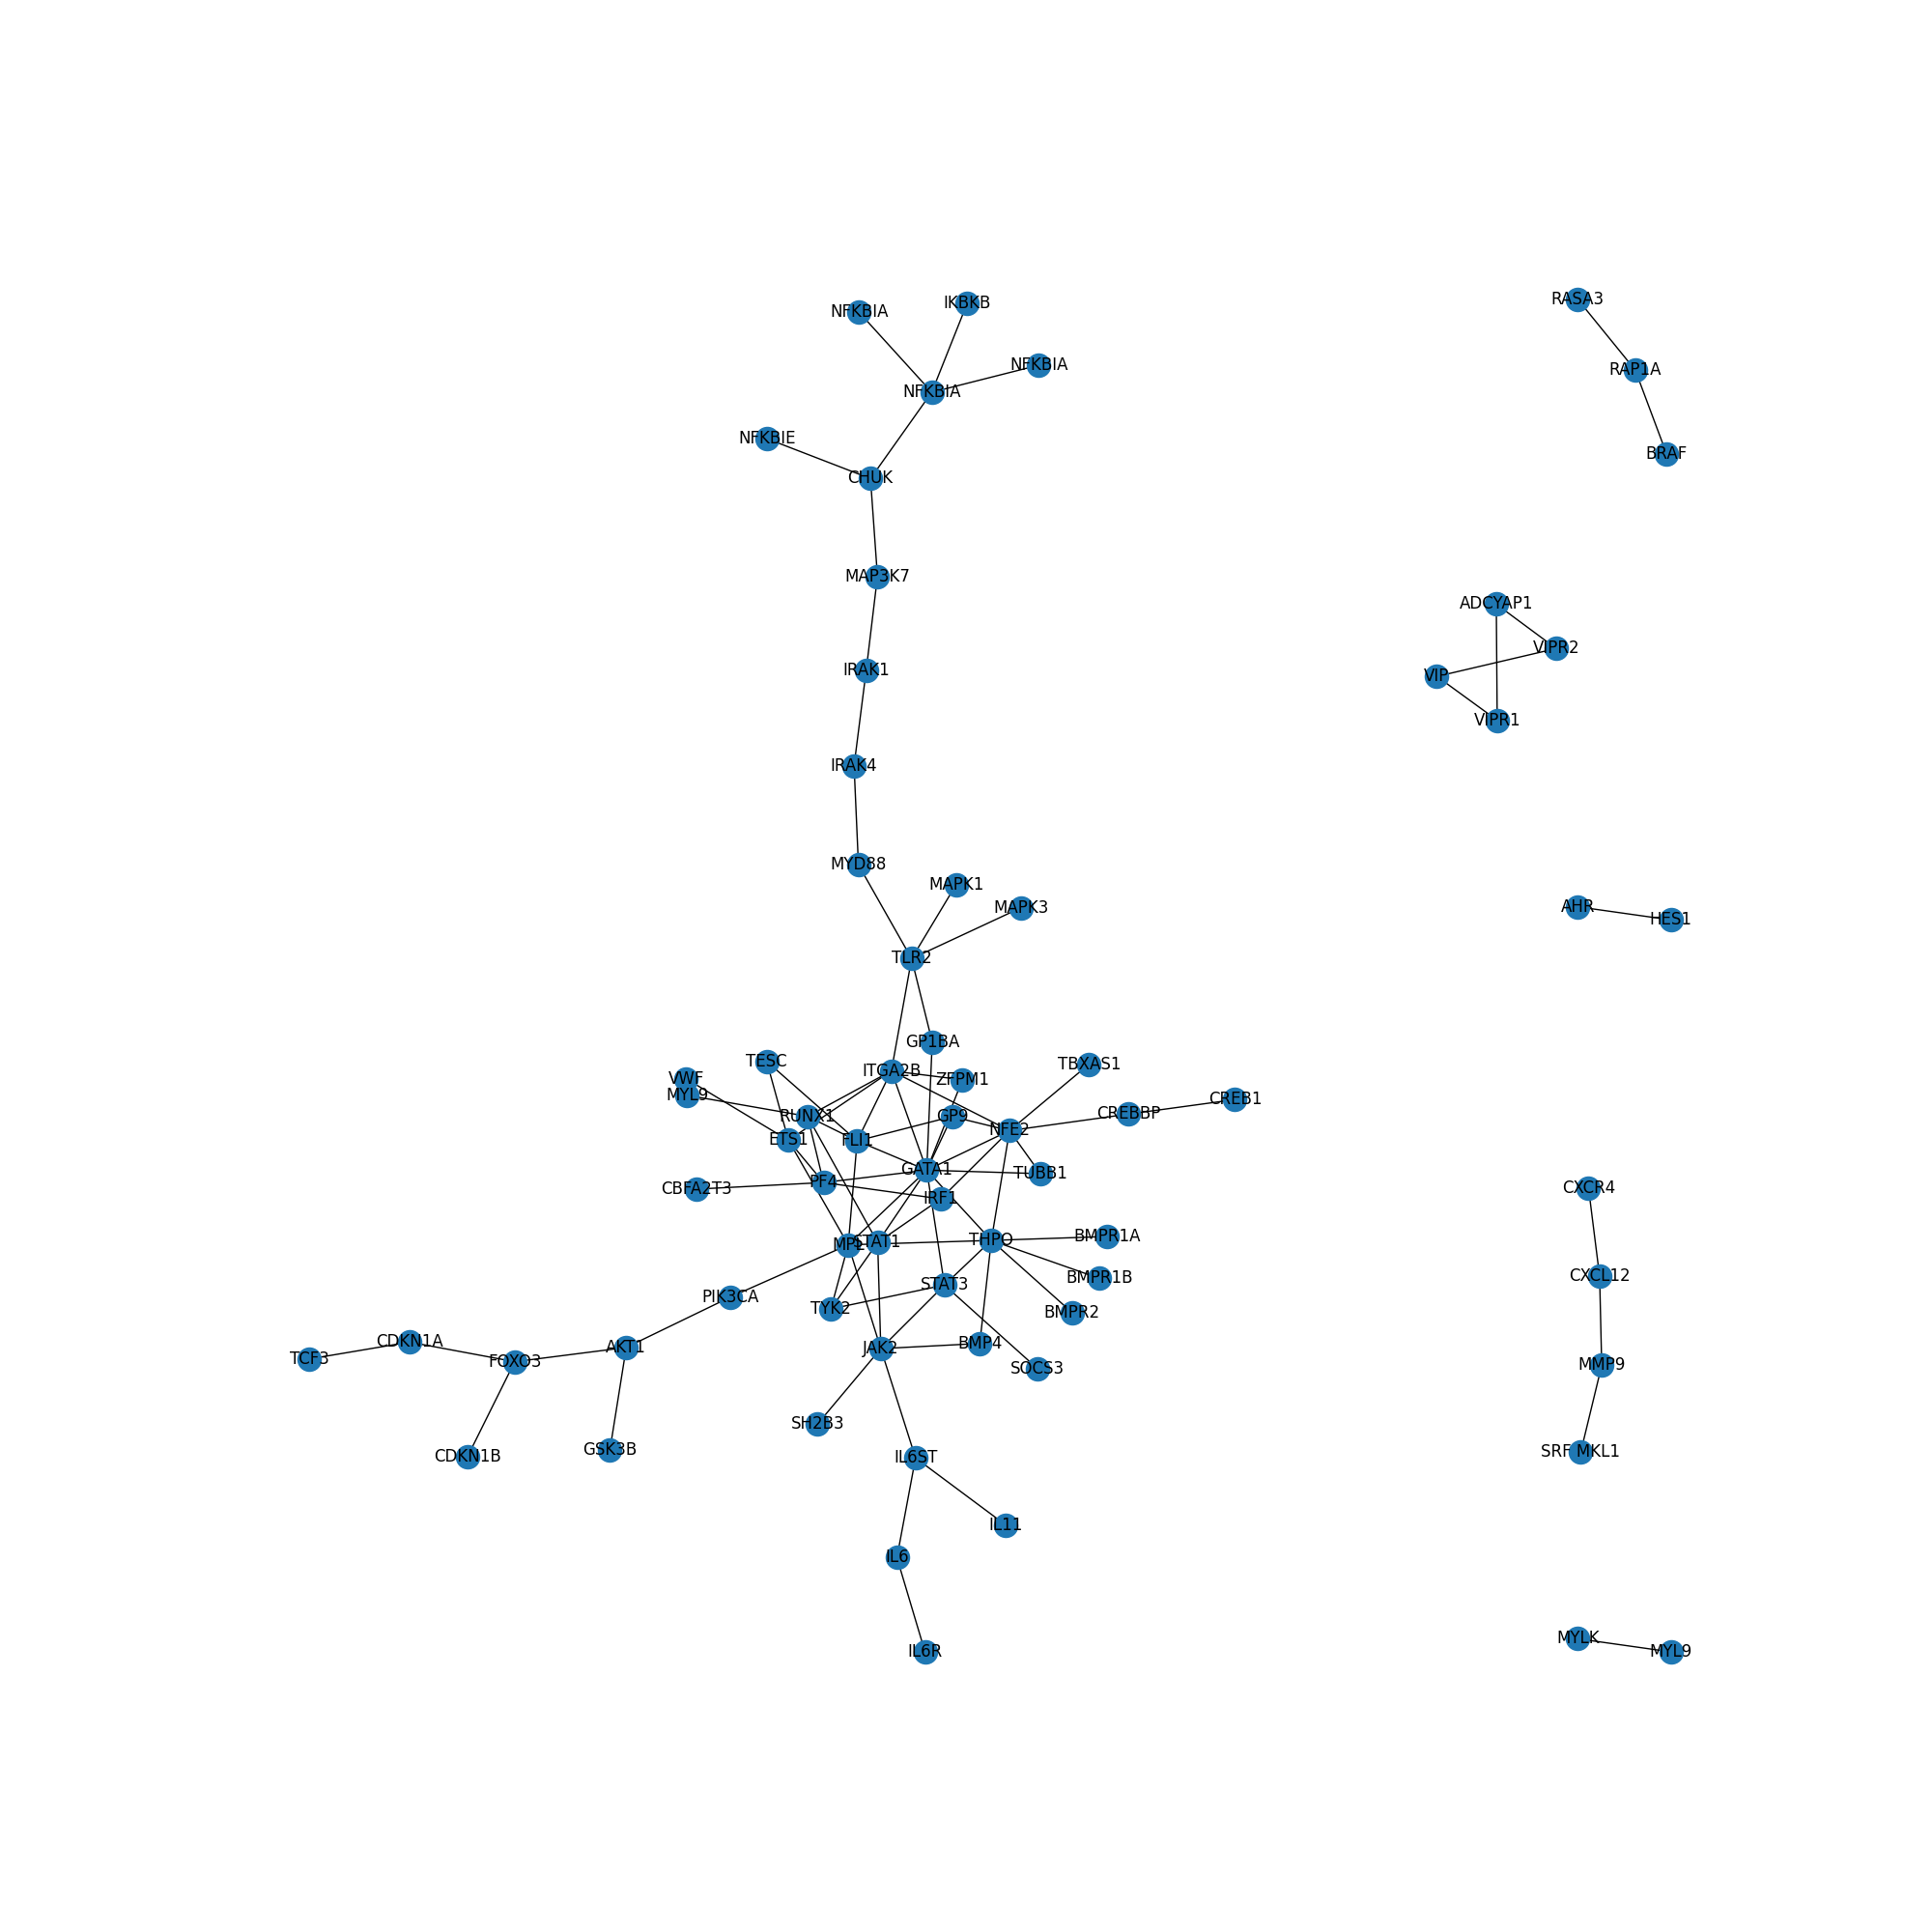 RASA3
IKBKB
NFKBIA
NFKBIA
RAP1A
NFKBIA
NFKBIE
BRAF
CHUK
MAP3K7
ADCYAP1
VIPR2
IRAK1
VIP
VIPR1
IRAK4
MYD88
MAPK1
MAPK3
AHR
HES1
TLR2
GP1BA
TESC
TBXAS1
ITGA2B
VWF
ZFPM1
MYL9
CREB1
CREBBP
RUNX1
GP9
NFE2
ETS1
FLI1
GATA1
TUBB1
PF4
CBFA2T3
CXCR4
IRF1
BMPR1A
THPO
STAT1
MPL
CXCL12
BMPR1B
STAT3
PIK3CA
TYK2
BMPR2
CDKN1A
BMP4
AKT1
JAK2
TCF3
FOXO3
MMP9
SOCS3
SH2B3
GSK3B
SRF MKL1
CDKN1B
IL6ST
IL11
IL6
MYLK
IL6R
MYL9